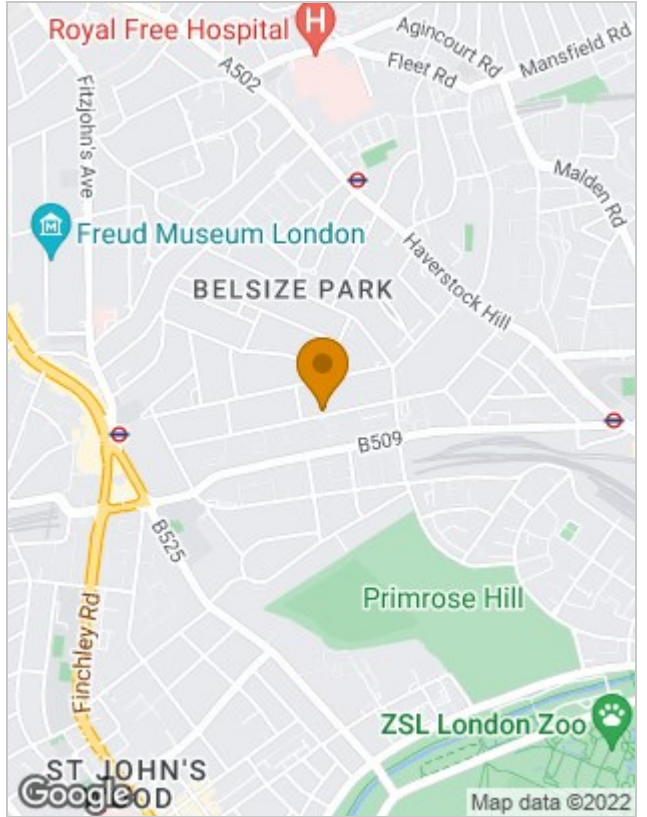 Royal Free Hospital
H
Agincourt Rd
Mansfield Rd
Fleet Rd
A502
Fitzjohn's Ave
Malden Rd
Freud Museum London
M
Haverstock Hill
BELSIZE PARK
B509
B525
Primrose Hill
Finchley Rd
ZSL London Zoo
ST JOHN'S
WOOD
Google
Map data ©2022